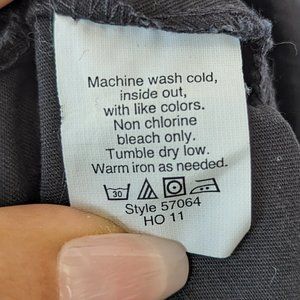 Machine wash cold,
inside out,
with like colors.
Non chlorine
bleach only.
Tumble dry low.
Warm iron as needed.
30
Style 57064
HO 11